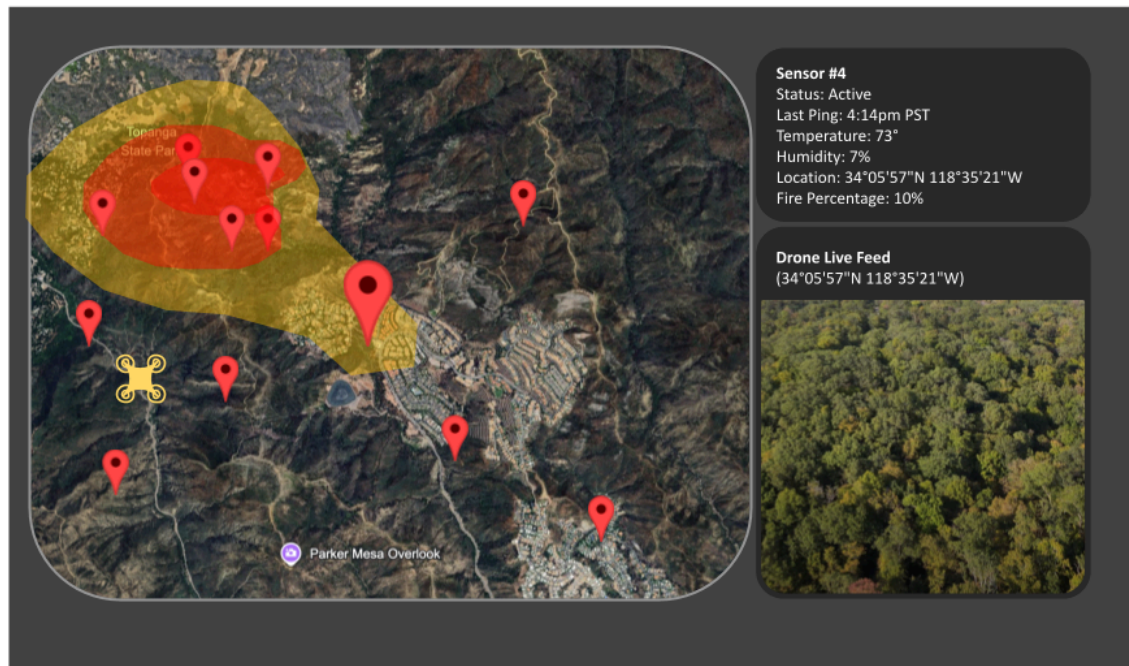 Topanga
State Par
Parker Mesa Overlook
Sensor #4
Status: Active
Last Ping: 4:14pm PST
Temperature: 73°
Humidity: 7%
Location: 34°05'57"N 118°35'21"W
Fire Percentage: 10%
Drone Live Feed
(34°05'57"N 118°35'21"W)